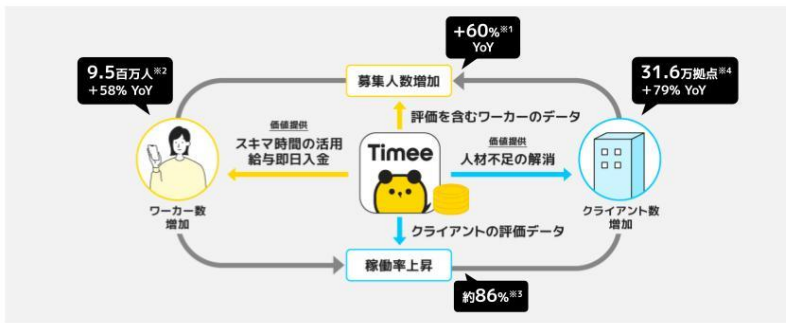 +60%※1
YoY
9.5百万人※2
+58% YoY
31.6万拠点※4
+79% YoY
募集人数増加
評価を含むワーカーのデータ
価値提供
スキマ時間の活用
給与即日入金
Timee
価値提供
人材不足の解消
ワーカー数
増加
クライアント数
増加
クライアントの評価データ
稼働率上昇
約86%※3